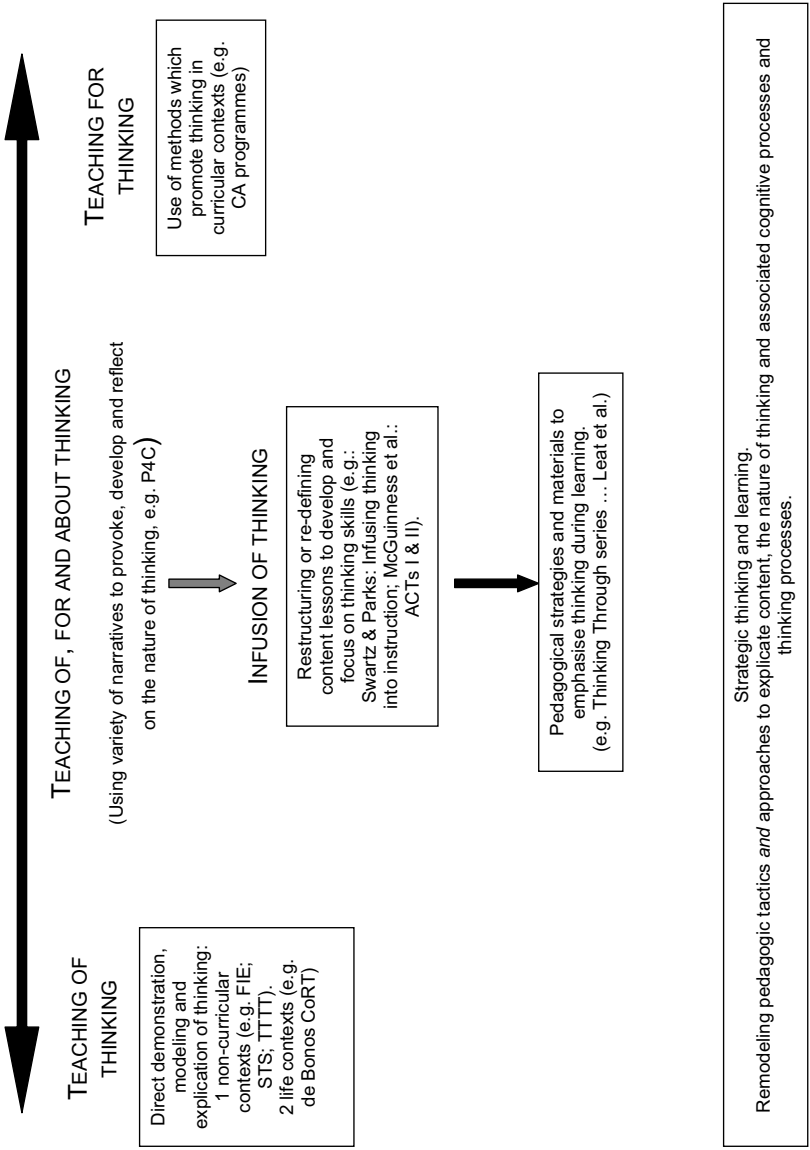 TEACHING OF
THINKING
Direct demonstration,
modeling and
explication of thinking:
1 non-curricular
contexts (e.g. FIE;
STS; TTTT).
2 life contexts (e.g.
de Bonos CoRT)
TEACHING OF, FOR AND ABOUT THINKING
(Using variety of narratives to provoke, develop and reflect
on the nature of thinking, e.g. P4C)
INFUSION OF THINKING
Restructuring or re-defining
content lessons to develop and
focus on thinking skills (e.g.:
Swartz & Parks: Infusing thinking
into instruction; McGuinness et al.:
ACTs I & II).
Pedagogical strategies and materials to
emphasise thinking during learning.
(e.g. Thinking Through series … Leat et al.)
TEACHING FOR
THINKING
Use of methods which
promote thinking in
curricular contexts (e.g.
CA programmes)
Strategic thinking and learning.
Remodeling pedagogic tactics and approaches to explicate content, the nature of thinking and associated cognitive processes and
thinking processes.